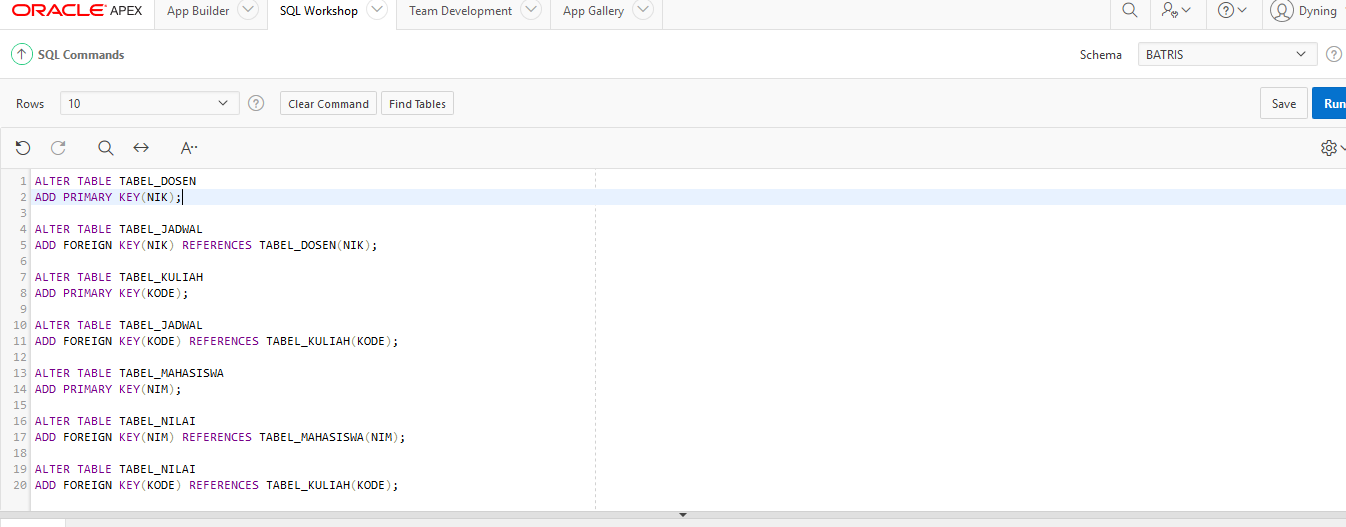 ORACLE APEX App Builder SQL Workshop Team Development App Gallery Dyning
SQL Commands Schema BATRIS
Rows 10 Clear Command Find Tables Save Run
A
1 ALTER TABLE TABEL_DOSEN
2 ADD PRIMARY KEY(NIK);
3
4 ALTER TABLE TABEL_JADWAL
5 ADD FOREIGN KEY(NIK) REFERENCES TABEL_DOSEN(NIK);
6
7 ALTER TABLE TABEL_KULIAH
8 ADD PRIMARY KEY(KODE);
9
10 ALTER TABLE TABEL_JADWAL
11 ADD FOREIGN KEY(KODE) REFERENCES TABEL_KULIAH(KODE);
12
13 ALTER TABLE TABEL_MAHASISWA
14 ADD PRIMARY KEY(NIM);
15
16 ALTER TABLE TABEL_NILAI
17 ADD FOREIGN KEY(NIM) REFERENCES TABEL_MAHASISWA(NIM);
18
19 ALTER TABLE TABEL_NILAI
20 ADD FOREIGN KEY(KODE) REFERENCES TABEL_KULIAH(KODE);